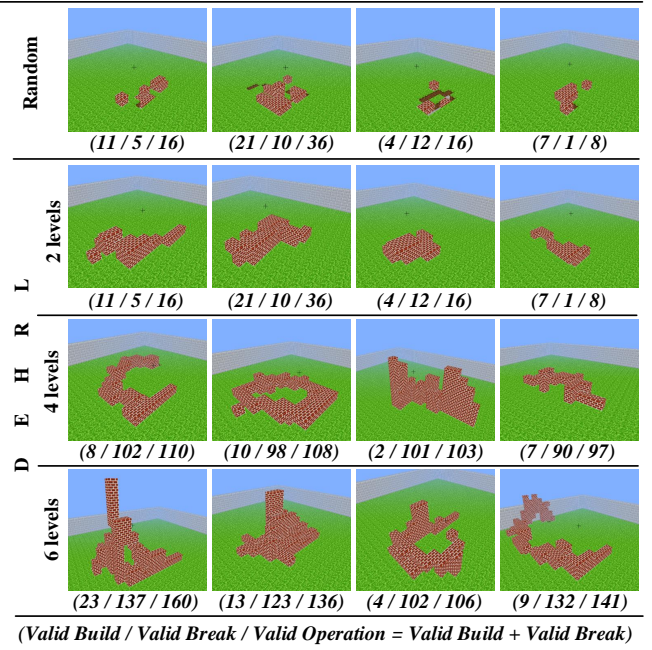 Random
(11 / 5 / 16) (21 / 10 / 36) (4 / 12 / 16) (7 / 1 / 8)
DEHRL
2 levels
(11 / 5 / 16) (21 / 10 / 36) (4 / 12 / 16) (7 / 1 / 8)
4 levels
(8 / 102 / 110) (10 / 98 / 108) (2 / 101 / 103) (7 / 90 / 97)
6 levels
(23 / 137 / 160) (13 / 123 / 136) (4 / 102 / 106) (9 / 132 / 141)
(Valid Build / Valid Break / Valid Operation = Valid Build + Valid Break)